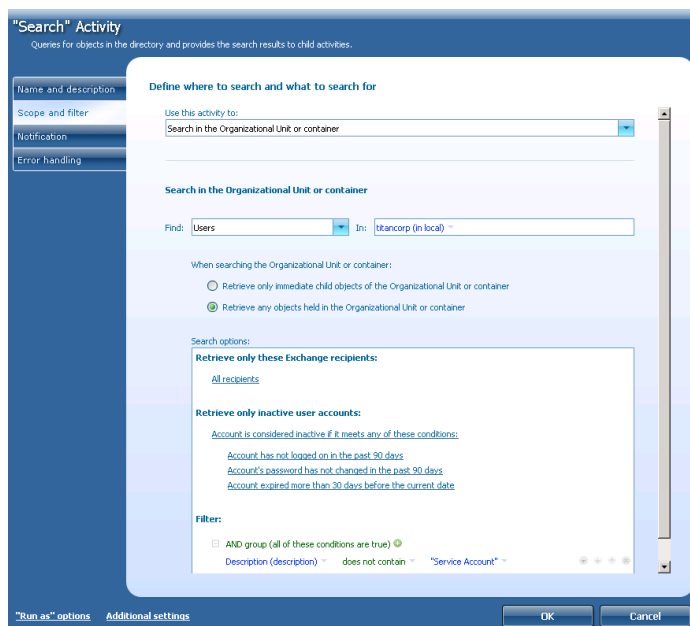 "Search" Activity
Queries for objects in the directory and provides the search results to child activities.
Name and description
Scope and filter
Notification
Error handling
Define where to search and what to search for
Use this activity to:
Search in the Organizational Unit or container
Search in the Organizational Unit or container
Find: Users In: titancorp (in local)
When searching the Organizational Unit or container:
Retrieve only immediate child objects of the Organizational Unit or container
Retrieve any objects held in the Organizational Unit or container
Search options:
Retrieve only these Exchange recipients:
All recipients
Retrieve only inactive user accounts:
Account is considered inactive if it meets any of these conditions:
Account has not logged on in the past 90 days
Account's password has not changed in the past 90 days
Account expired more than 30 days before the current date
Filter:
AND group (all of these conditions are true)
Description (description) does not contain "Service Account"
"Run as" options Additional settings OK Cancel